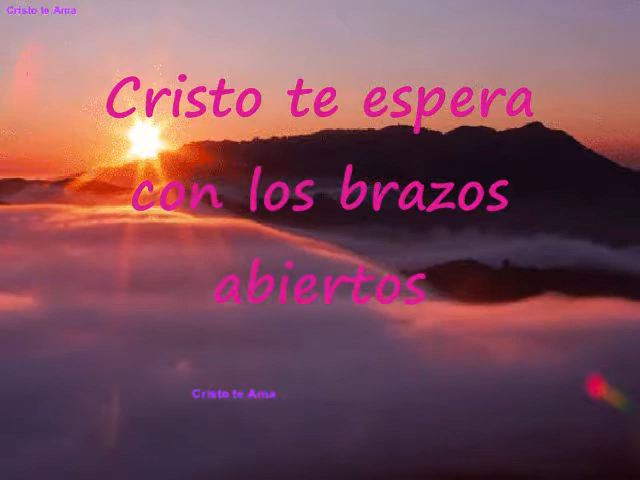 Cristo te Ama
Cristo te espera
con los brazos
abiertos
Cristo te Ama